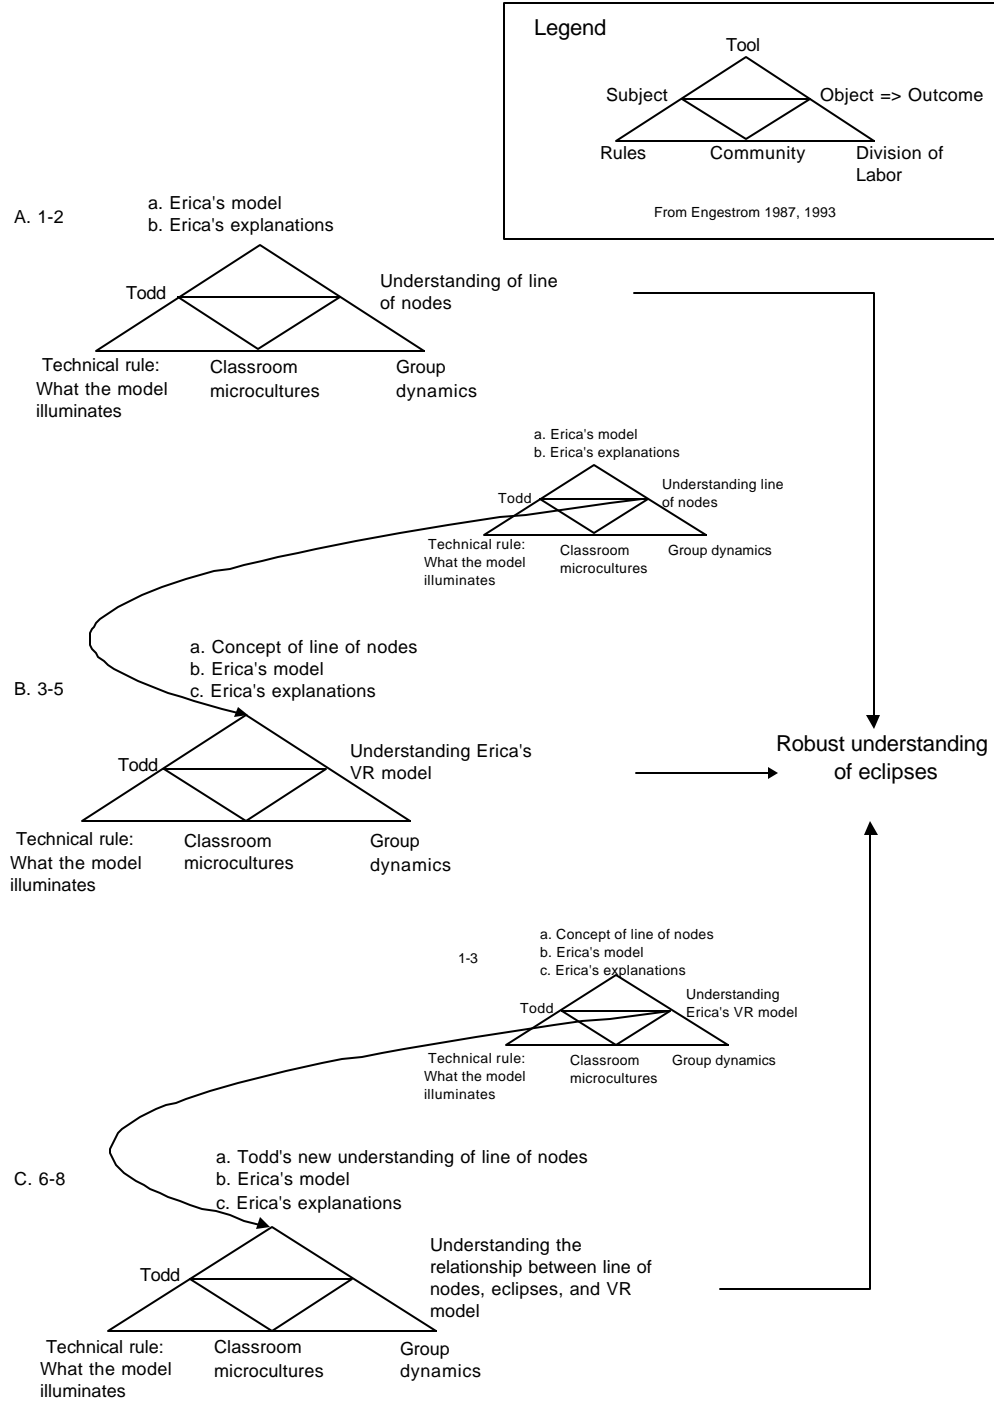 Legend
Tool
Subject
Object => Outcome
Rules
Community
Division of
Labor
From Engestrom 1987, 1993
A. 1-2
a. Erica's model
b. Erica's explanations
Todd
Understanding of line
of nodes
Technical rule:
What the model
illuminates
Classroom
microcultures
Group
dynamics
a. Erica's model
b. Erica's explanations
Todd
Understanding line
of nodes
Technical rule:
What the model
illuminates
Classroom
microcultures
Group dynamics
B. 3-5
a. Concept of line of nodes
b. Erica's model
c. Erica's explanations
Todd
Understanding Erica's
VR model
Technical rule:
What the model
illuminates
Classroom
microcultures
Group
dynamics
Robust understanding
of eclipses
1-3
a. Concept of line of nodes
b. Erica's model
c. Erica's explanations
Todd
Understanding
Erica's VR model
Technical rule:
What the model
illuminates
Classroom
microcultures
Group dynamics
C. 6-8
a. Todd's new understanding of line of nodes
b. Erica's model
c. Erica's explanations
Todd
Understanding the
relationship between line of
nodes, eclipses, and VR
model
Technical rule:
What the model
illuminates
Classroom
microcultures
Group
dynamics